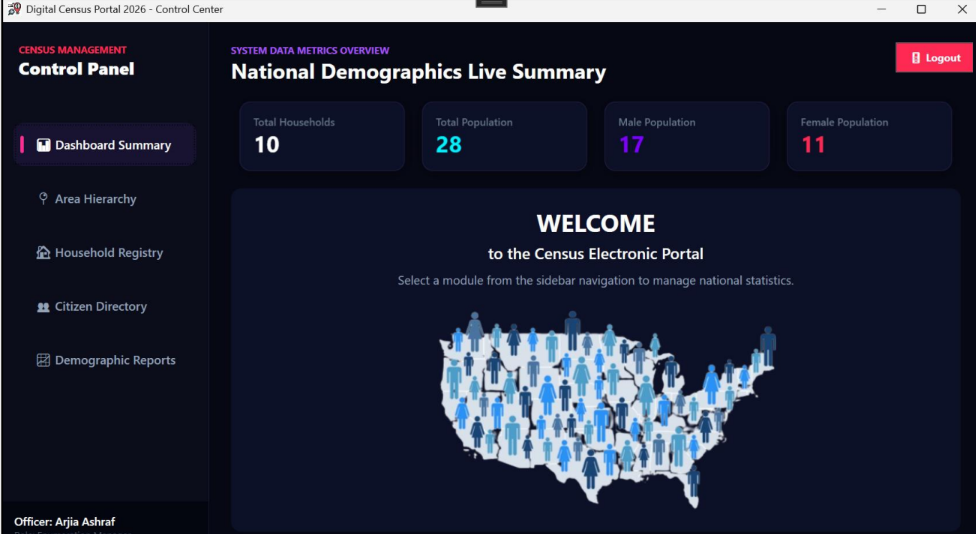 Digital Census Portal 2026 - Control Center
CENSUS MANAGEMENT
Control Panel
Dashboard Summary
Area Hierarchy
Household Registry
Citizen Directory
Demographic Reports
Officer: Arjia Ashraf
SYSTEM DATA METRICS OVERVIEW
National Demographics Live Summary
Logout
Total Households
10
Total Population
28
Male Population
17
Female Population
11
WELCOME
to the Census Electronic Portal
Select a module from the sidebar navigation to manage national statistics.